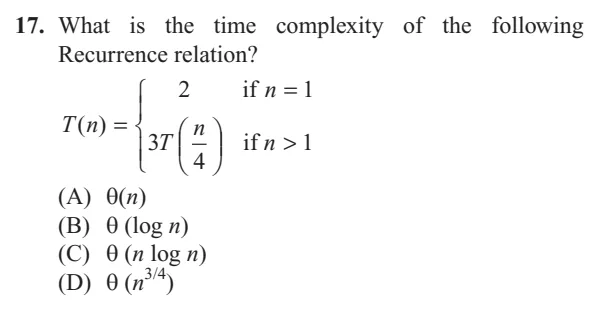 17. What is the time complexity of the following
Recurrence relation?
2 if n = 1
T(n) =
3T(n/4) if n > 1
(A) θ(n)
(B) θ (log n)
(C) θ (n log n)
(D) θ (n^{3/4})